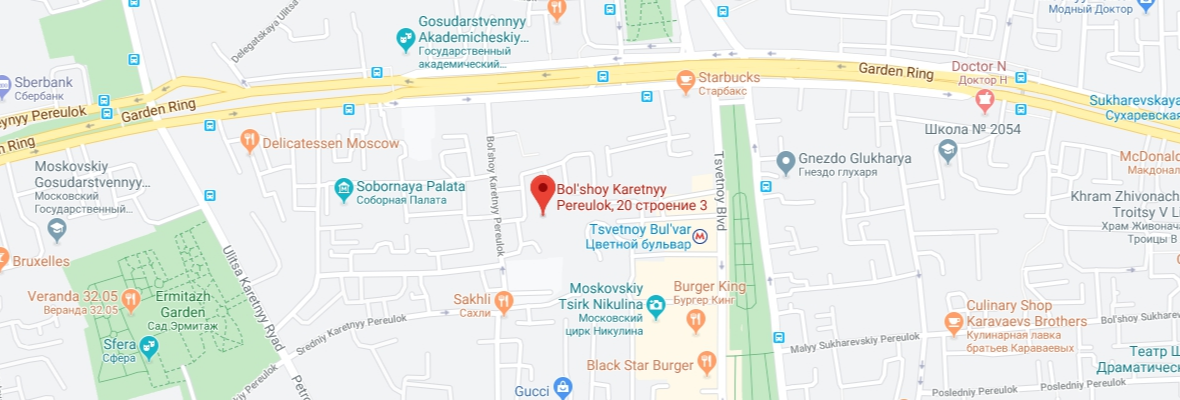 Delegatskaya Ulitsa
Gosudarstvennyy
Akademicheskiy...
Государственный
академический...
Модный Доктор
Sberbank
Сбербанк
Garden Ring
Starbucks
Старбакс
Garden Ring
Doctor N
Доктор Н
Sukharevskaya
Сухаревская
Школа № 2054
Delicatessen Moscow
Moskovskiy
Gosudarstvennyy...
Московский
Государственный...
Sobornaya Palata
Соборная Палата
Bol'shoy Karetnyy Pereulok
Bol'shoy Karetnyy
Pereulok, 20 строение 3
Tsvetnoy Blvd
Gnezdo Glukharya
Гнездо глухаря
McDonal
Макдонал
Khram Zhivonach
Troitsy V Li
Храм Живонача
Троицы В
Tsvetnoy Bul'var
Цветной бульвар
Bruxelles
Ulitsa Karetnyy Ryad
Veranda 32.05
Веранда 32.05
Ermitazh
Garden
Сад Эрмитаж
Sfera
Сфера
Sakhli
Сахли
Sredniy Karetnyy Pereulok
Moskovskiy
Tsirk Nikulina
Московский
цирк Никулина
Burger King
Бургер Кинг
Black Star Burger
Gucci
Culinary Shop
Karavaevs Brothers
Кулинарная лавка
братьев Караваевых
Bol'shoy Sukharev
Malyy Sukharevskiy Pereulok
Театр
Драматическ
Posledniy Pereulok
Posledniy Pereulok
Petro